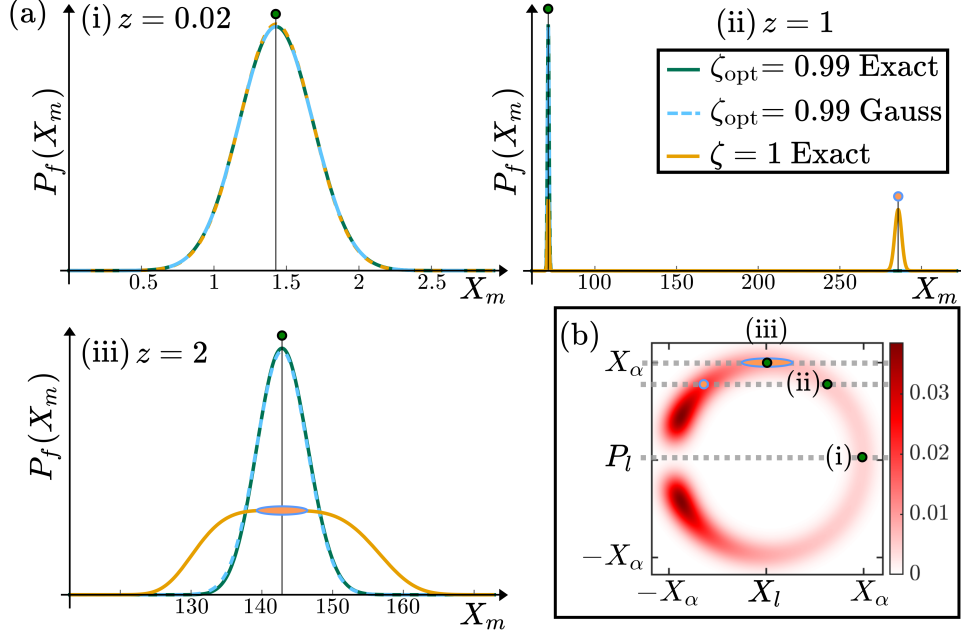 (a)
(i) z = 0.02
P_f(X_m)
0.5 1 1.5 2 2.5
X_m
(ii) z = 1
ζ_opt = 0.99 Exact
ζ_opt = 0.99 Gauss
ζ = 1 Exact
P_f(X_m)
100 150 200 250
X_m
(iii) z = 2
P_f(X_m)
130 140 150 160
X_m
(b)
(iii)
X_α
(ii)
P_l
(i)
−X_α
−X_α X_l X_α
0.03
0.02
0.01
0